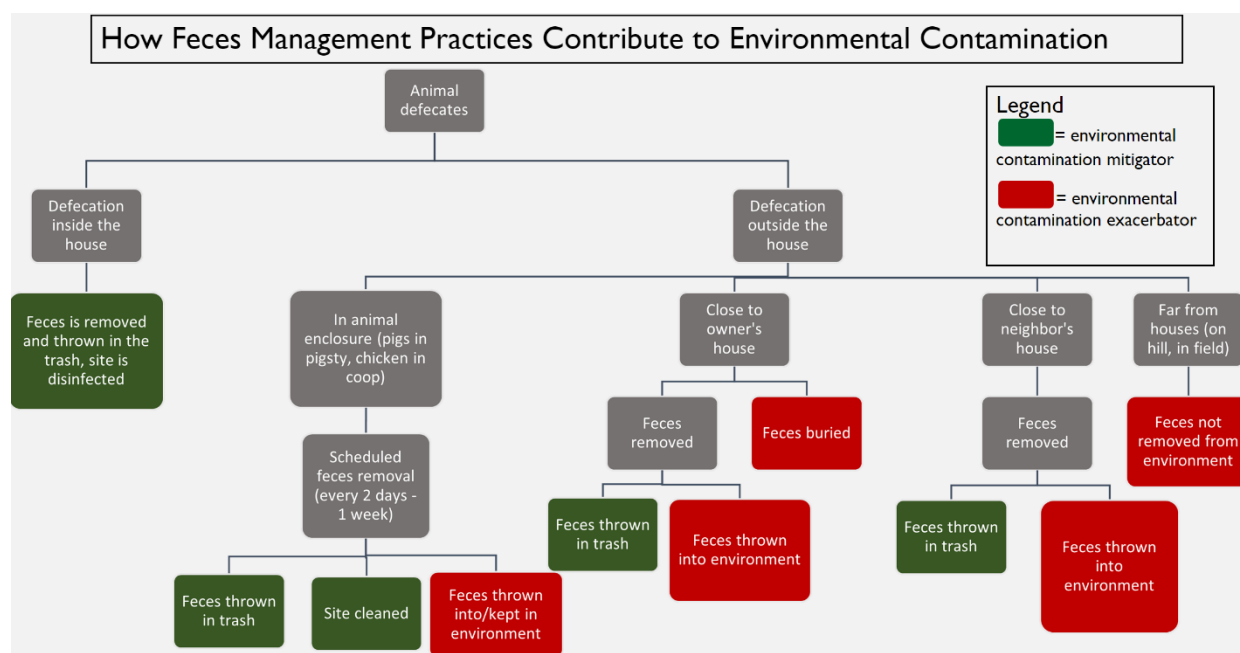 How Feces Management Practices Contribute to Environmental Contamination
Animal
defecates
Legend
= environmental
contamination mitigator
= environmental
contamination exacerbator
Defecation
inside the
house
Defecation
outside the
house
Feces is removed
and thrown in the
trash, site is
disinfected
In animal
enclosure (pigs in
pigsty, chicken in
coop)
Close to
owner's
house
Close to
neighbor's
house
Far from
houses (on
hill, in field)
Scheduled
feces removal
(every 2 days -
1 week)
Feces
removed
Feces buried
Feces
removed
Feces not
removed from
environment
Feces thrown
in trash
Site cleaned
Feces thrown
into/kept in
environment
Feces thrown
in trash
Feces thrown
into environment
Feces thrown
in trash
Feces thrown
into
environment